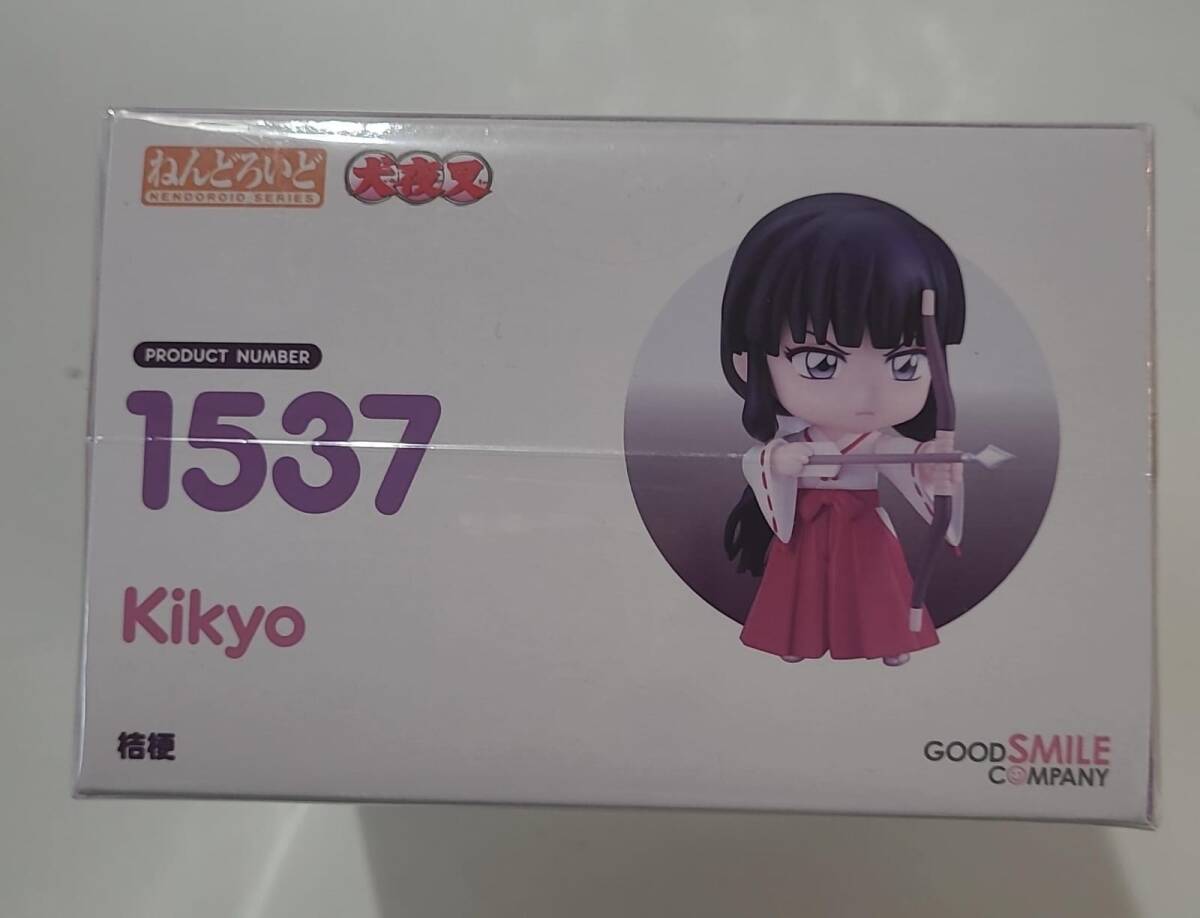 ねんどろいど
NENDOROID SERIES
犬夜叉
PRODUCT NUMBER
1537
Kikyo
桔梗
GOOD SMILE
COMPANY